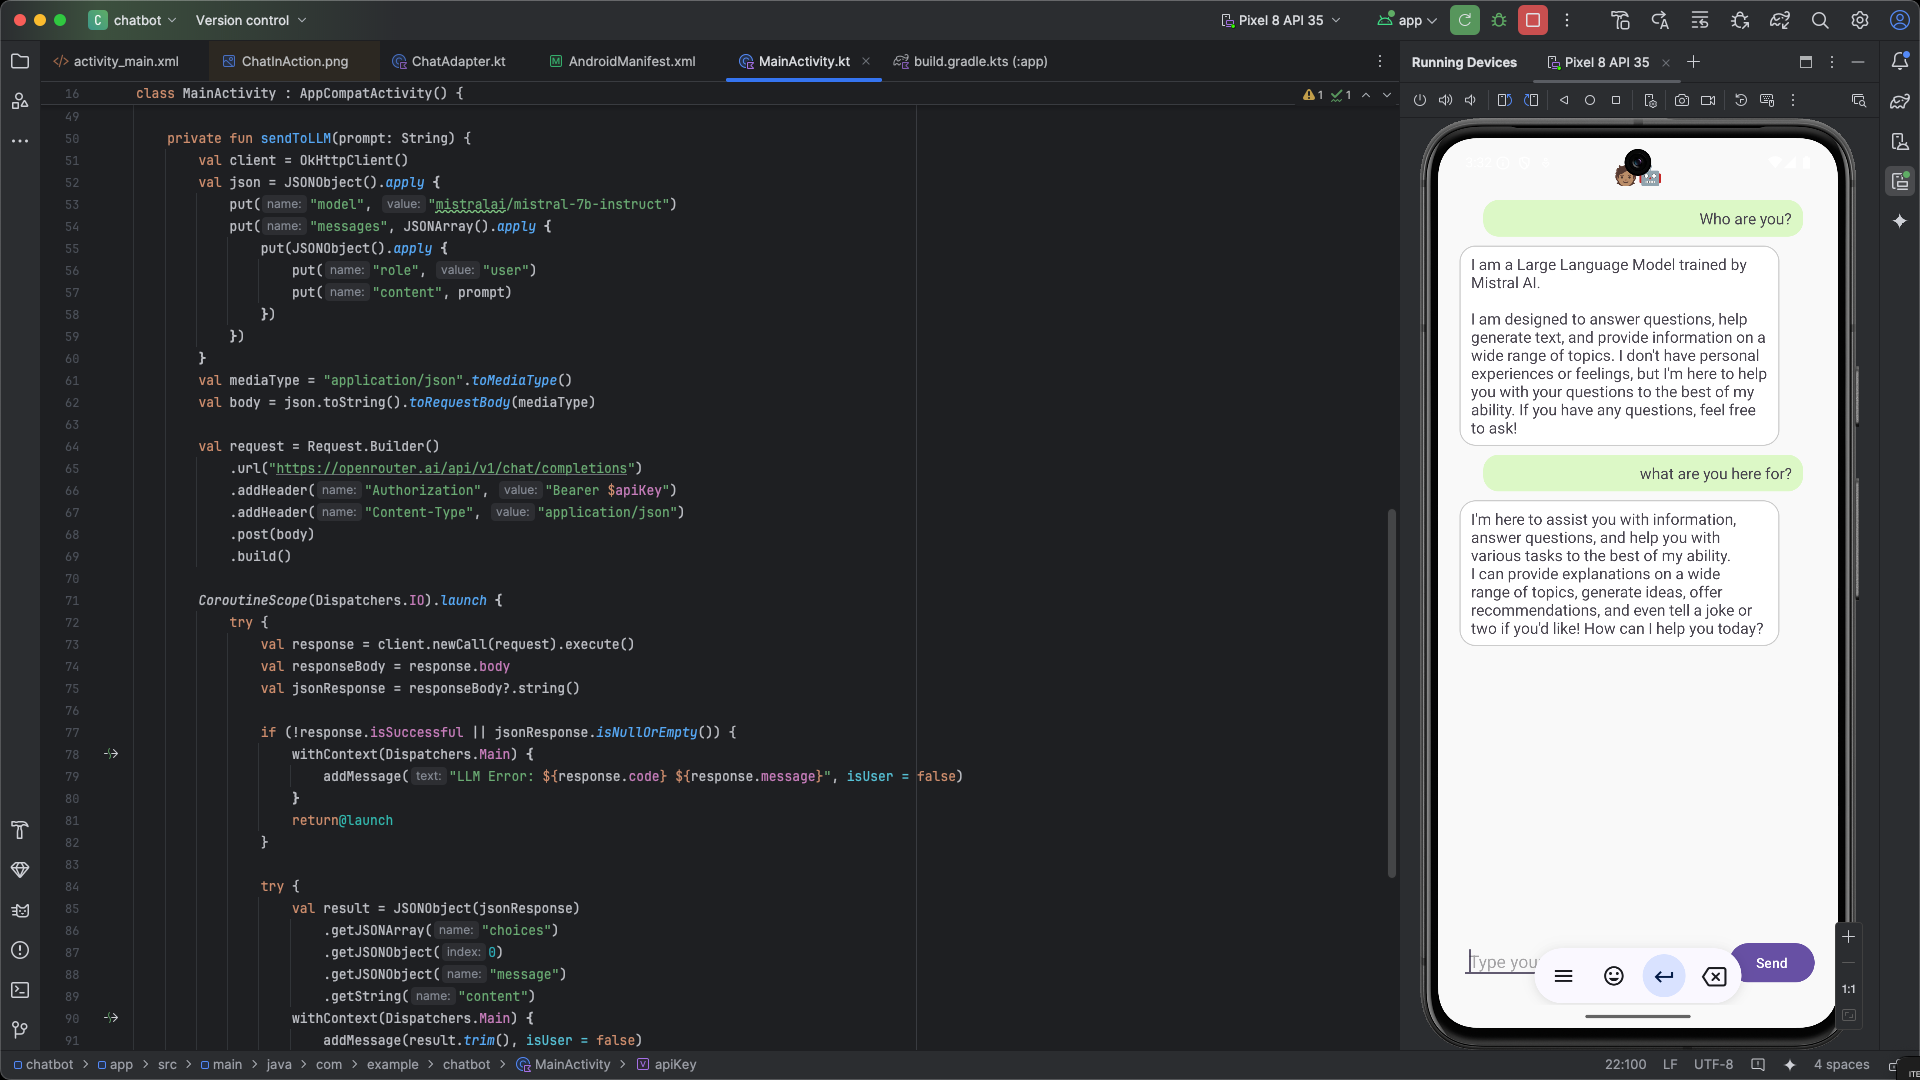 C chatbot Version control Pixel 8 API 35 app
activity_main.xml ChatInAction.png ChatAdapter.kt AndroidManifest.xml MainActivity.kt build.gradle.kts (:app)
Running Devices Pixel 8 API 35
16 class MainActivity : AppCompatActivity() { 1 1
49
50 private fun sendToLLM(prompt: String) {
51 val client = OkHttpClient()
52 val json = JSONObject().apply {
53 put( name: "model", value: "mistralai/mistral-7b-instruct")
54 put( name: "messages", JSONArray().apply {
55 put(JSONObject().apply {
56 put( name: "role", value: "user")
57 put( name: "content", prompt)
58 })
59 })
60 }
61 val mediaType = "application/json".toMediaType()
62 val body = json.toString().toRequestBody(mediaType)
63
64 val request = Request.Builder()
65 .url("https://openrouter.ai/api/v1/chat/completions")
66 .addHeader( name: "Authorization", value: "Bearer $apiKey")
67 .addHeader( name: "Content-Type", value: "application/json")
68 .post(body)
69 .build()
70
71 CoroutineScope(Dispatchers.IO).launch {
72 try {
73 val response = client.newCall(request).execute()
74 val responseBody = response.body
75 val jsonResponse = responseBody?.string()
76
77 if (!response.isSuccessful || jsonResponse.isNullOrEmpty()) {
78 withContext(Dispatchers.Main) {
79 addMessage( text: "LLM Error: ${response.code} ${response.message}", isUser = false)
80 }
81 return@launch
82 }
83
84 try {
85 val result = JSONObject(jsonResponse)
86 .getJSONArray( name: "choices")
87 .getJSONObject( index: 0)
88 .getJSONObject( name: "message")
89 .getString( name: "content")
90 withContext(Dispatchers.Main) {
91 addMessage(result.trim(), isUser = false)
Who are you?
I am a Large Language Model trained by
Mistral AI.
I am designed to answer questions, help
generate text, and provide information on a
wide range of topics. I don't have personal
experiences or feelings, but I'm here to help
you with your questions to the best of my
ability. If you have any questions, feel free
to ask!
what are you here for?
I'm here to assist you with information,
answer questions, and help you with
various tasks to the best of my ability.
I can provide explanations on a wide
range of topics, generate ideas, offer
recommendations, and even tell a joke or
two if you'd like! How can I help you today?
Type you
Send
1:1
chatbot app src main java com example chatbot MainActivity apiKey
22:100 LF UTF-8 4 spaces